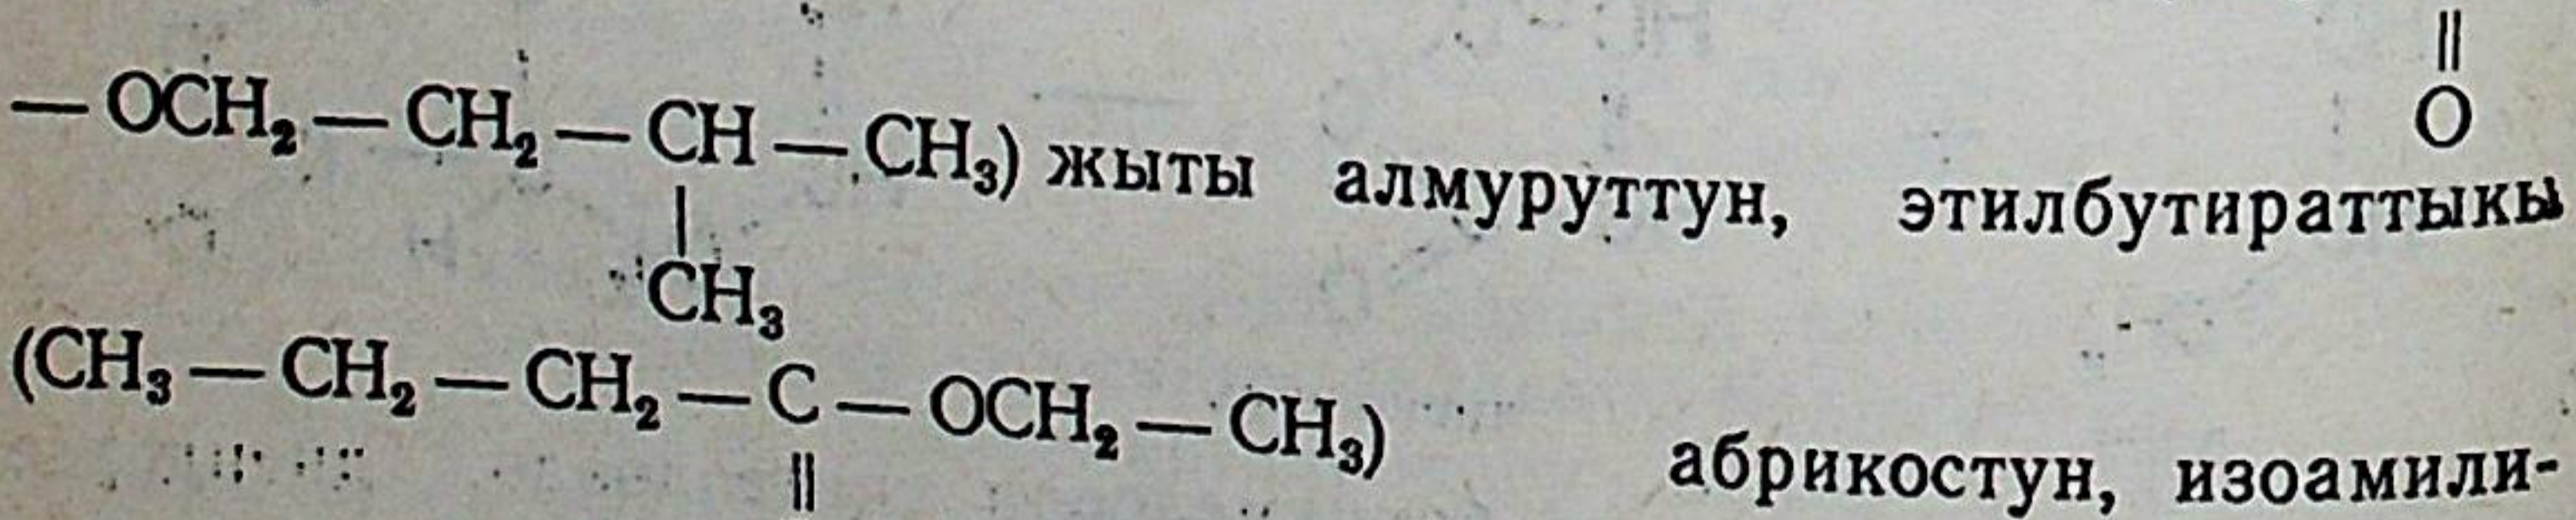 ‖
O
— OCH₂ — CH₂ — CH — CH₃) жыты алмуруттун, этилбутираттыкы
|
CH₃
(CH₃ — CH₂ — CH₂ — C — OCH₂ — CH₃) абрикостун, изоамили-
‖